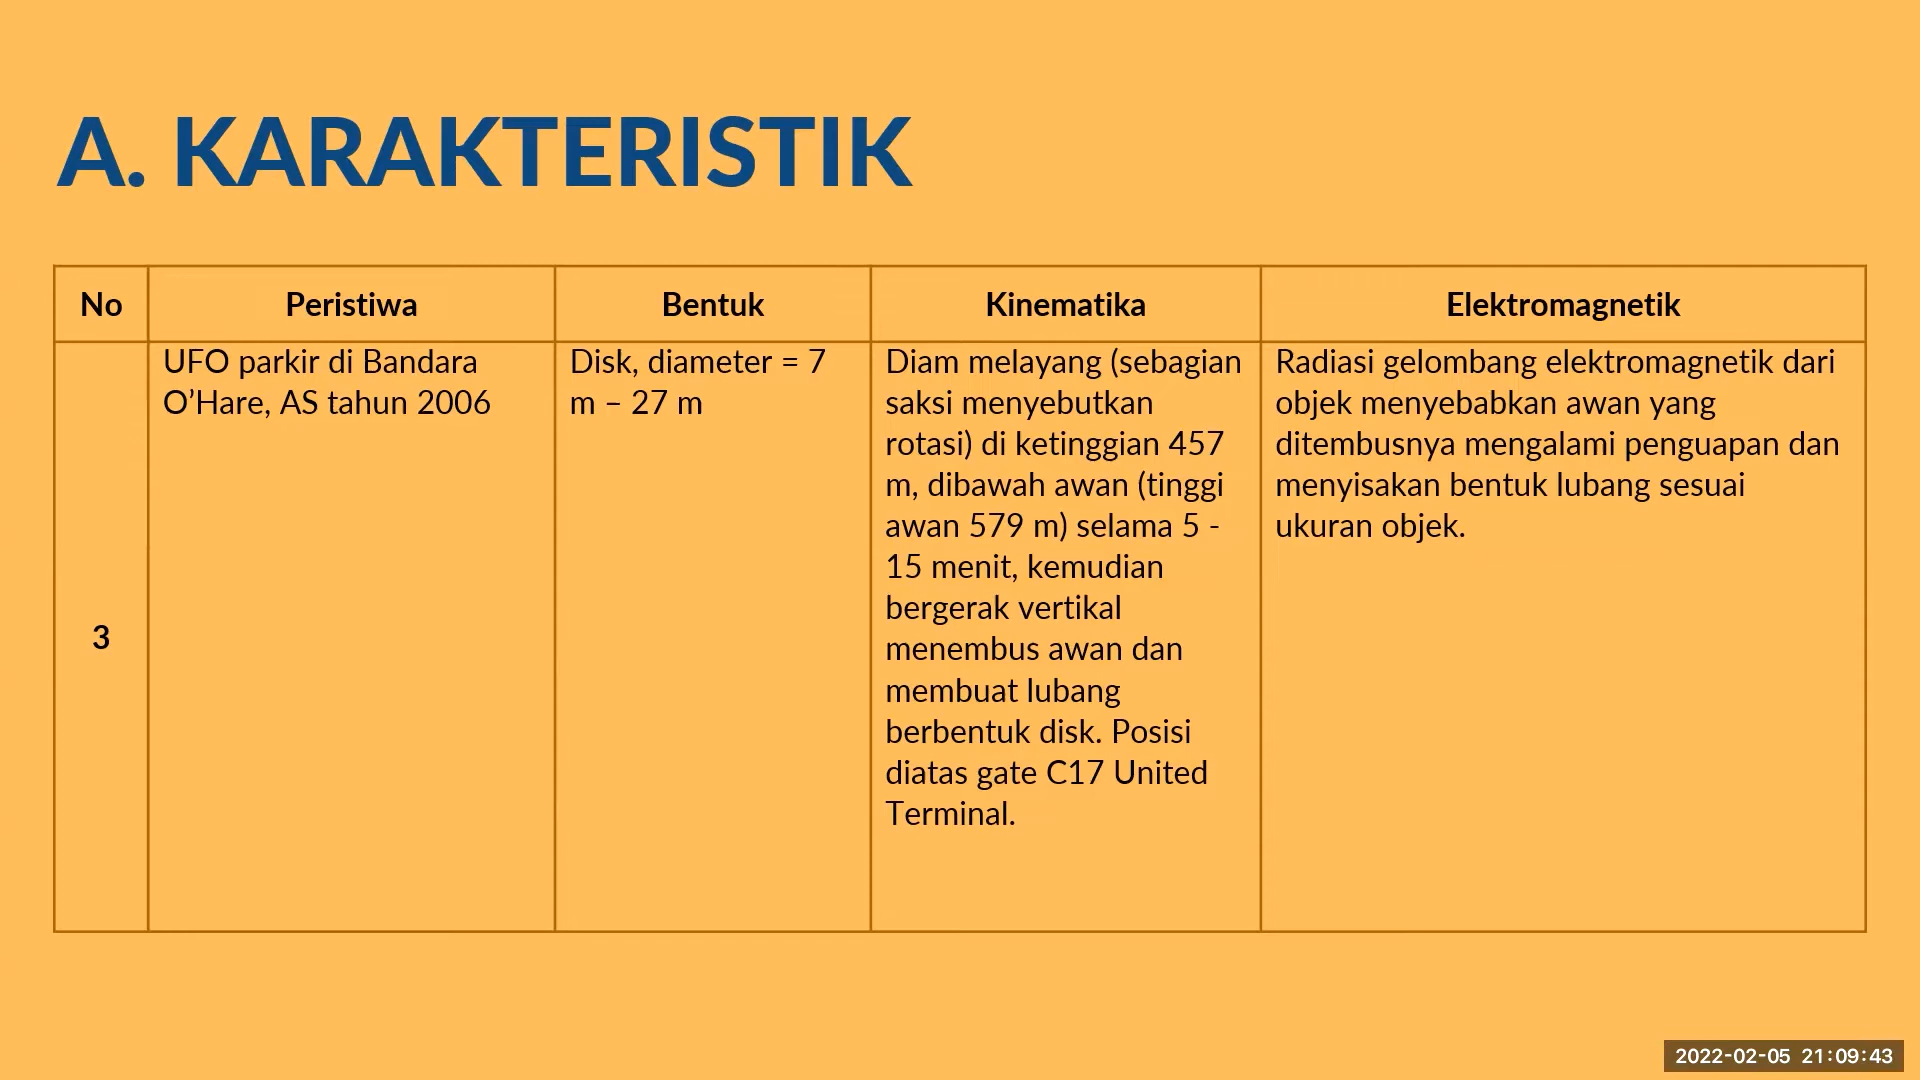 A. KARAKTERISTIK
No
Peristiwa
Bentuk
Kinematika
Elektromagnetik
3
UFO parkir di Bandara
O’Hare, AS tahun 2006
Disk, diameter = 7
m – 27 m
Diam melayang (sebagian
saksi menyebutkan
rotasi) di ketinggian 457
m, dibawah awan (tinggi
awan 579 m) selama 5 -
15 menit, kemudian
bergerak vertikal
menembus awan dan
membuat lubang
berbentuk disk. Posisi
diatas gate C17 United
Terminal.
Radiasi gelombang elektromagnetik dari
objek menyebabkan awan yang
ditembusnya mengalami penguapan dan
menyisakan bentuk lubang sesuai
ukuran objek.
2022-02-05 21:09:43